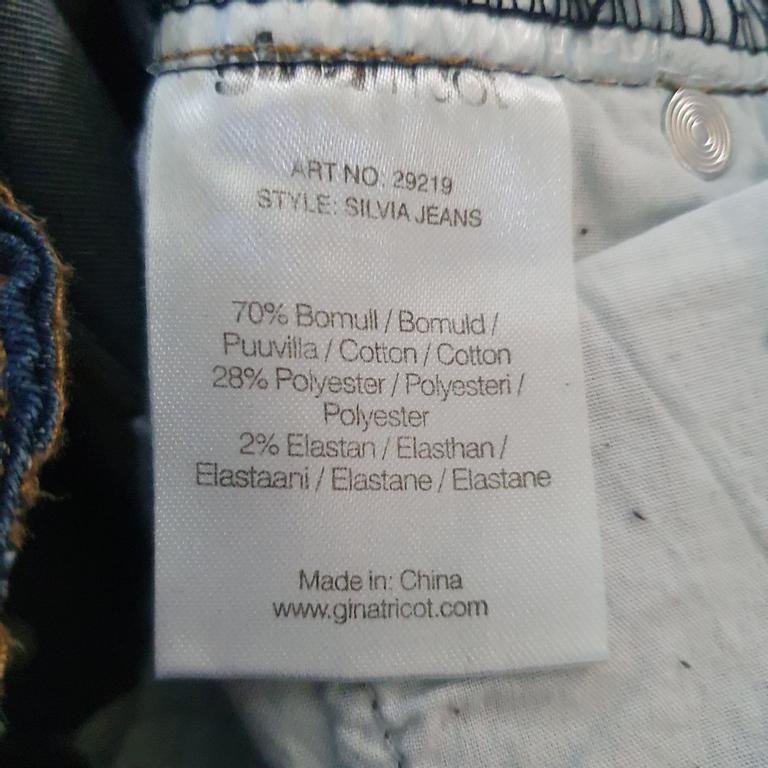 ART NO. 29219
STYLE: SILVIA JEANS
70% Bomull / Bomuld /
Puuvilla / Cotton / Cotton
28% Polyester / Polyesteri /
Polyester
2% Elastan / Elasthan /
Elastaani / Elastane / Elastane
Made in: China
www.ginatricot.com